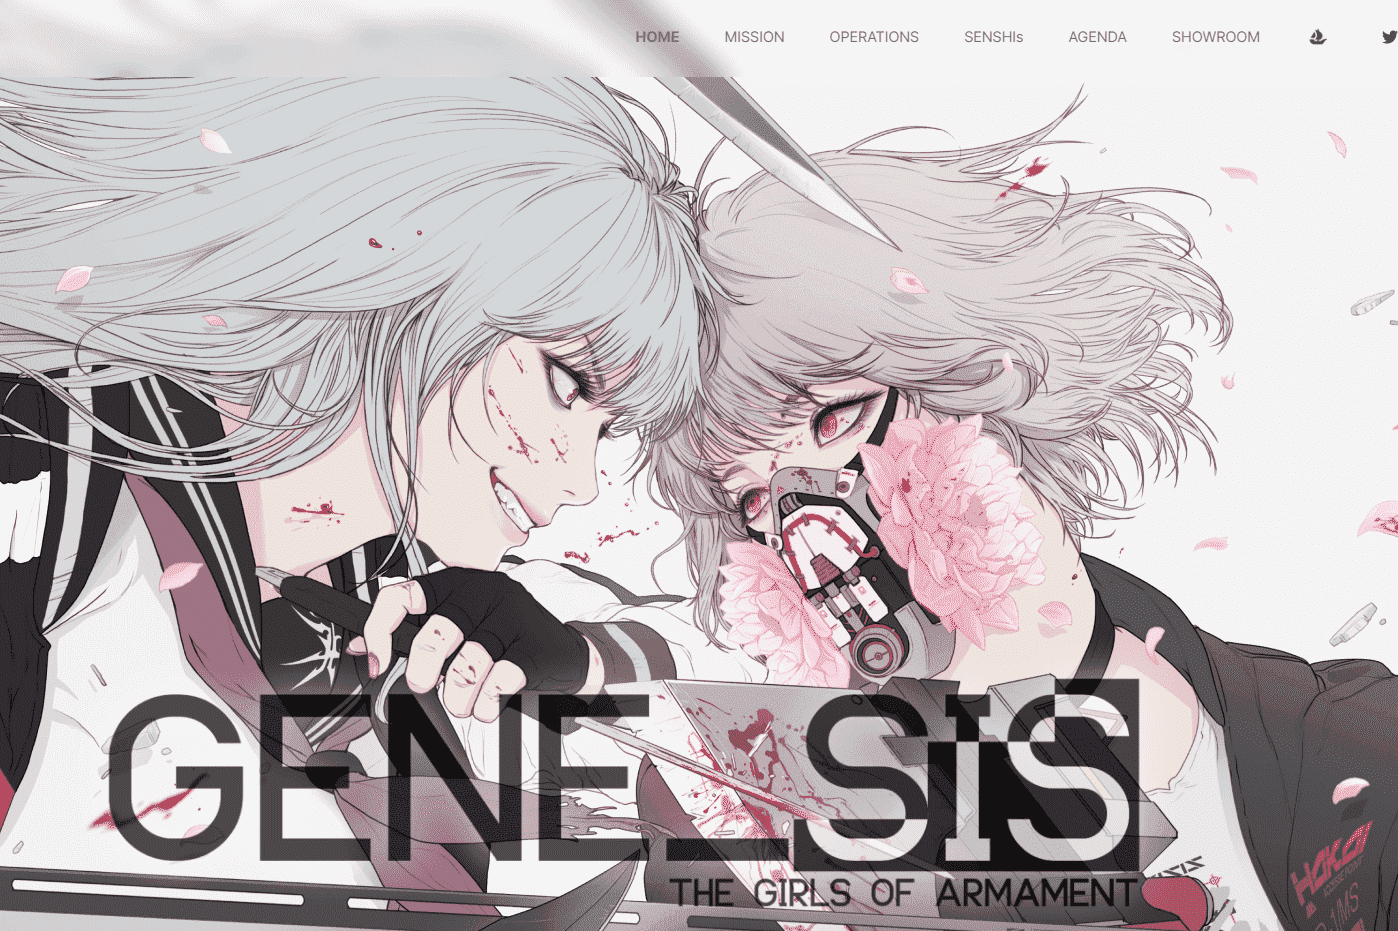 HOME MISSION OPERATIONS SENSHIs AGENDA SHOWROOM
GENE_SIS
THE GIRLS OF ARMAMENT